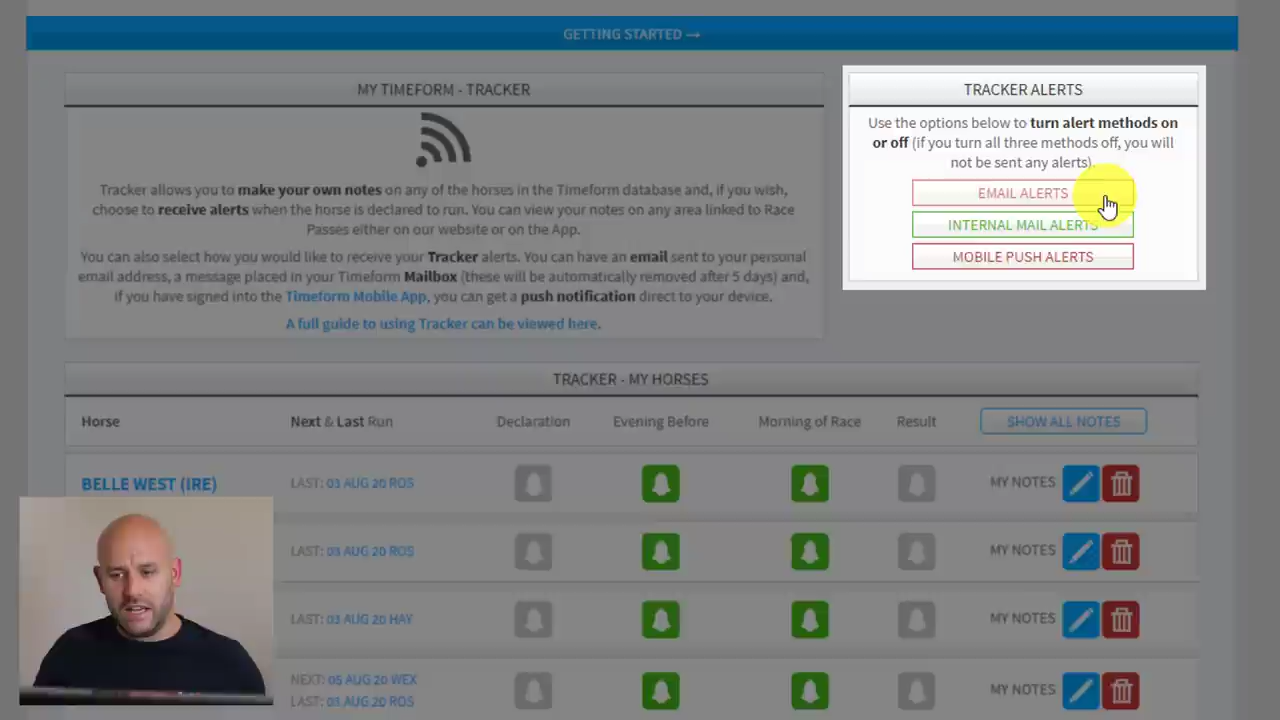 GETTING STARTED →
MY TIMEFORM - TRACKER
Tracker allows you to make your own notes on any of the horses in the Timeform database and, if you wish,
choose to receive alerts when the horse is declared to run. You can view your notes on any area linked to Race
Passes either on our website or on the App.
You can also select how you would like to receive your Tracker alerts. You can have an email sent to your personal
email address, a message placed in your Timeform Mailbox (these will be automatically removed after 5 days) and,
if you have signed into the Timeform Mobile App, you can get a push notification direct to your device.
A full guide to using Tracker can be viewed here.
TRACKER ALERTS
Use the options below to turn alert methods on
or off (if you turn all three methods off, you will
not be sent any alerts).
EMAIL ALERTS
INTERNAL MAIL ALERTS
MOBILE PUSH ALERTS
TRACKER - MY HORSES
Horse Next & Last Run Declaration Evening Before Morning of Race Result SHOW ALL NOTES
BELLE WEST (IRE) LAST: 03 AUG 20 ROS MY NOTES
LAST: 03 AUG 20 ROS MY NOTES
LAST: 03 AUG 20 HAY MY NOTES
NEXT: 05 AUG 20 WEX MY NOTES
LAST: 03 AUG 20 ROS